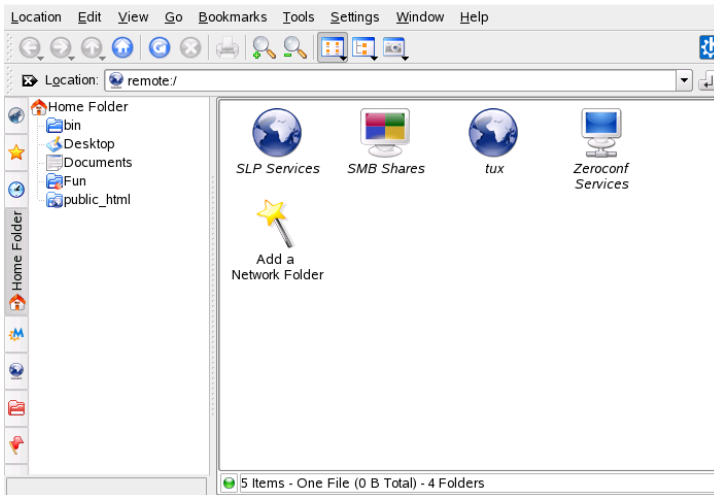 Location Edit View Go Bookmarks Tools Settings Window Help
Location: remote:/
Home Folder
bin
Desktop
Documents
Fun
public_html
Home Folder
SLP Services
SMB Shares
tux
Zeroconf
Services
Add a
Network Folder
5 Items - One File (0 B Total) - 4 Folders